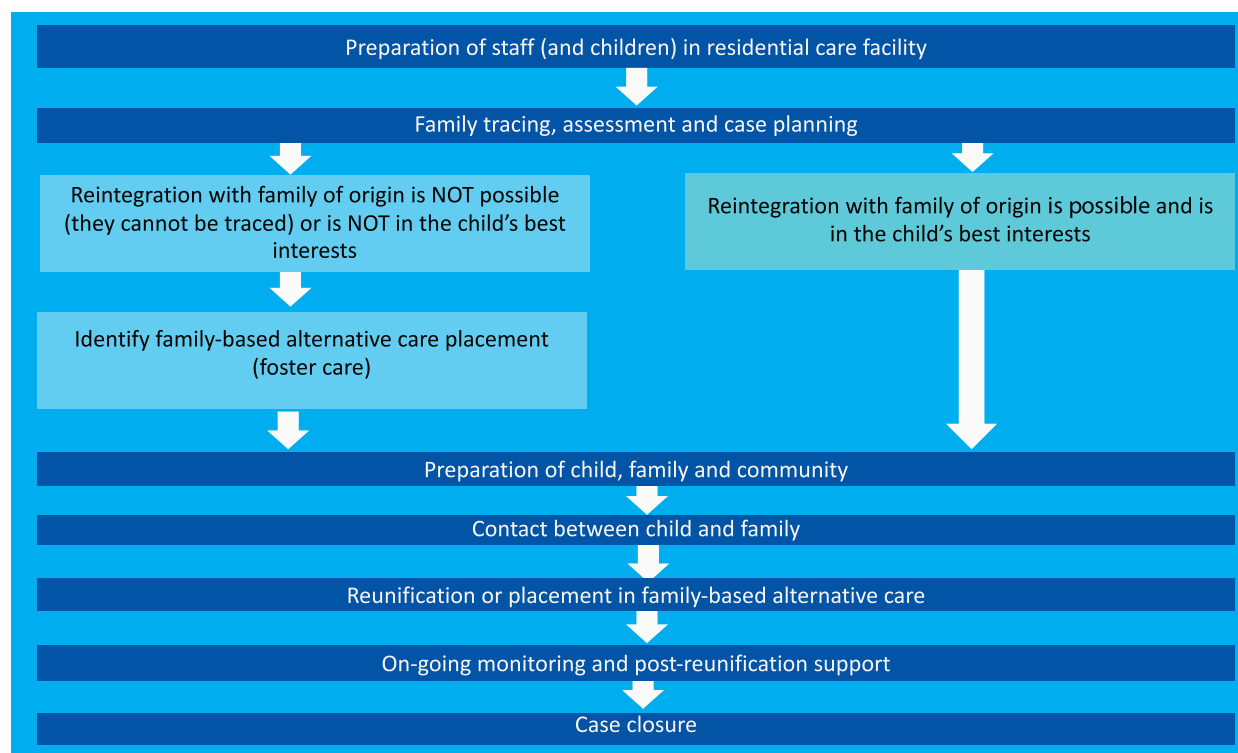 Preparation of staff (and children) in residential care facility
Family tracing, assessment and case planning
Reintegration with family of origin is NOT possible
(they cannot be traced) or is NOT in the child’s best
interests
Reintegration with family of origin is possible and is
in the child’s best interests
Identify family-based alternative care placement
(foster care)
Preparation of child, family and community
Contact between child and family
Reunification or placement in family-based alternative care
On-going monitoring and post-reunification support
Case closure